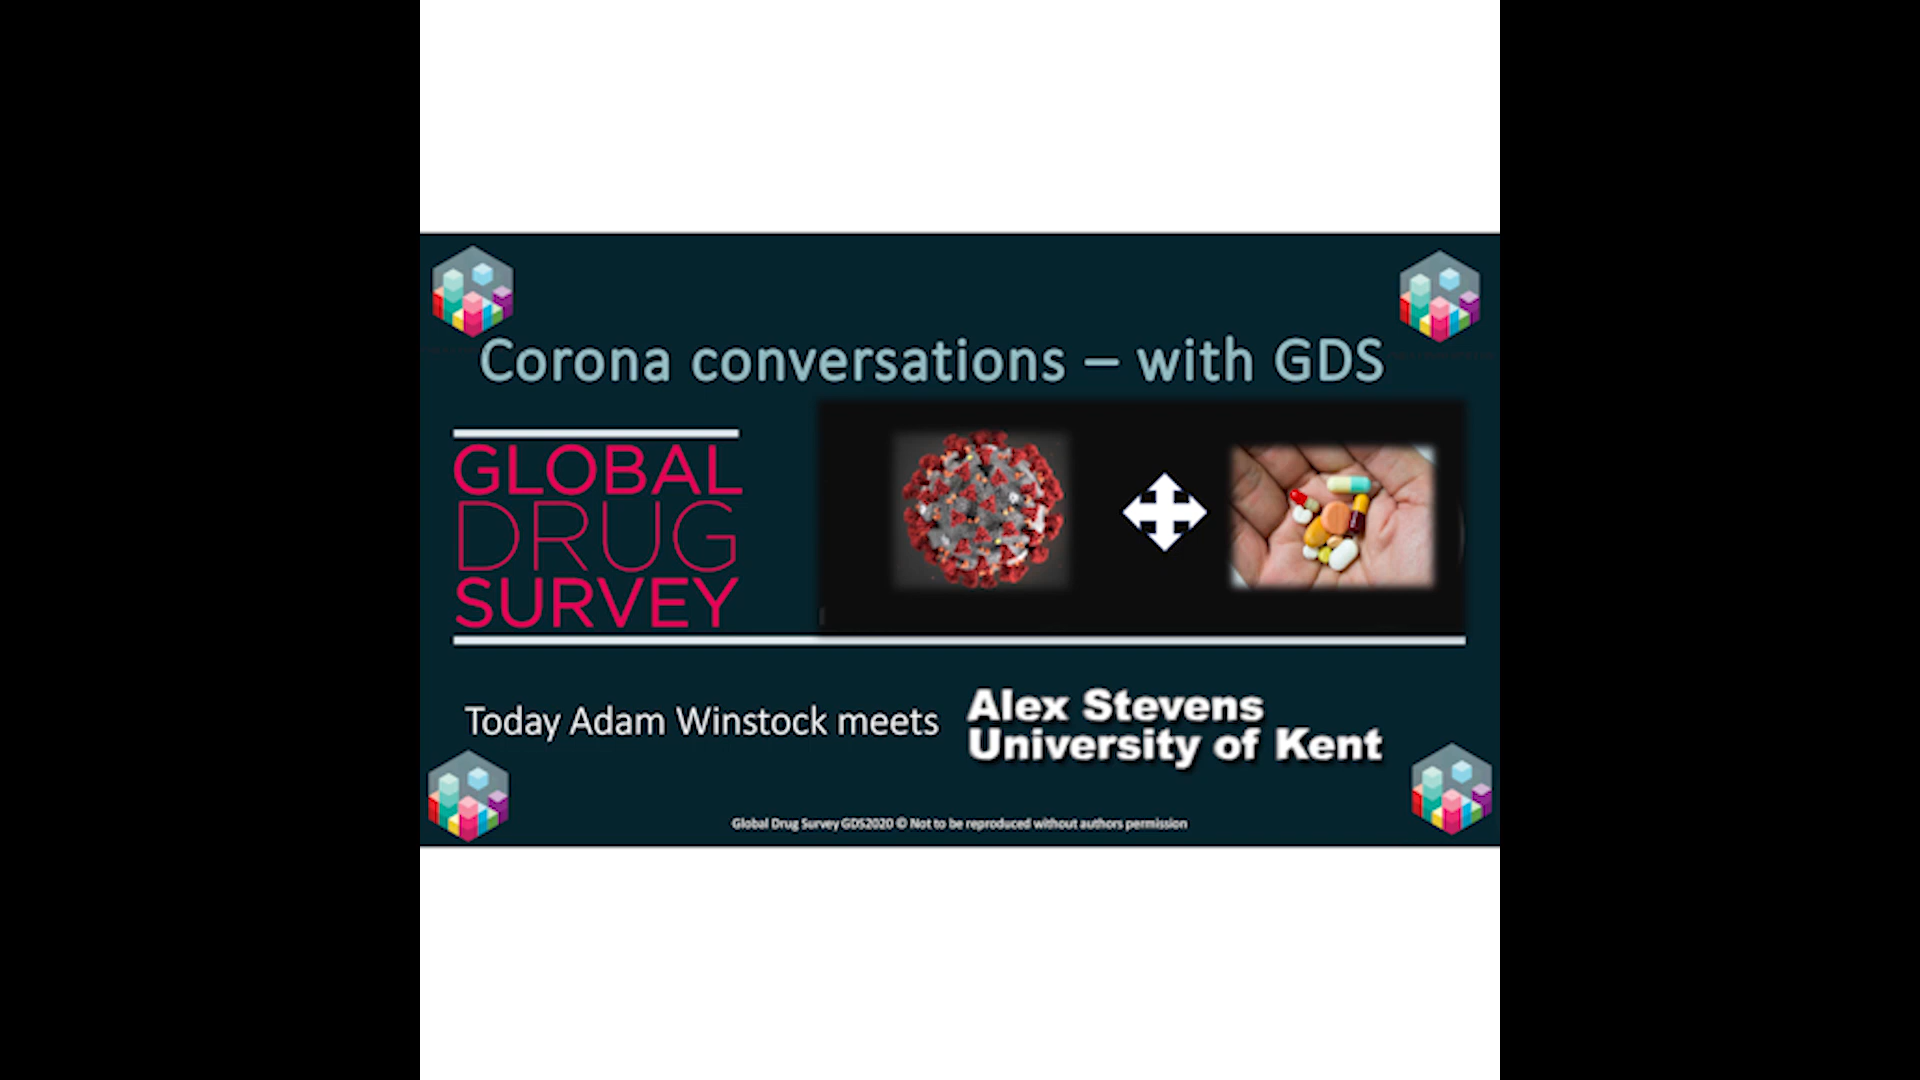 Corona conversations – with GDS
GLOBAL
DRUG
SURVEY
Today Adam Winstock meets
Alex Stevens
University of Kent
Global Drug Survey GDS2020 © Not to be reproduced without authors permission